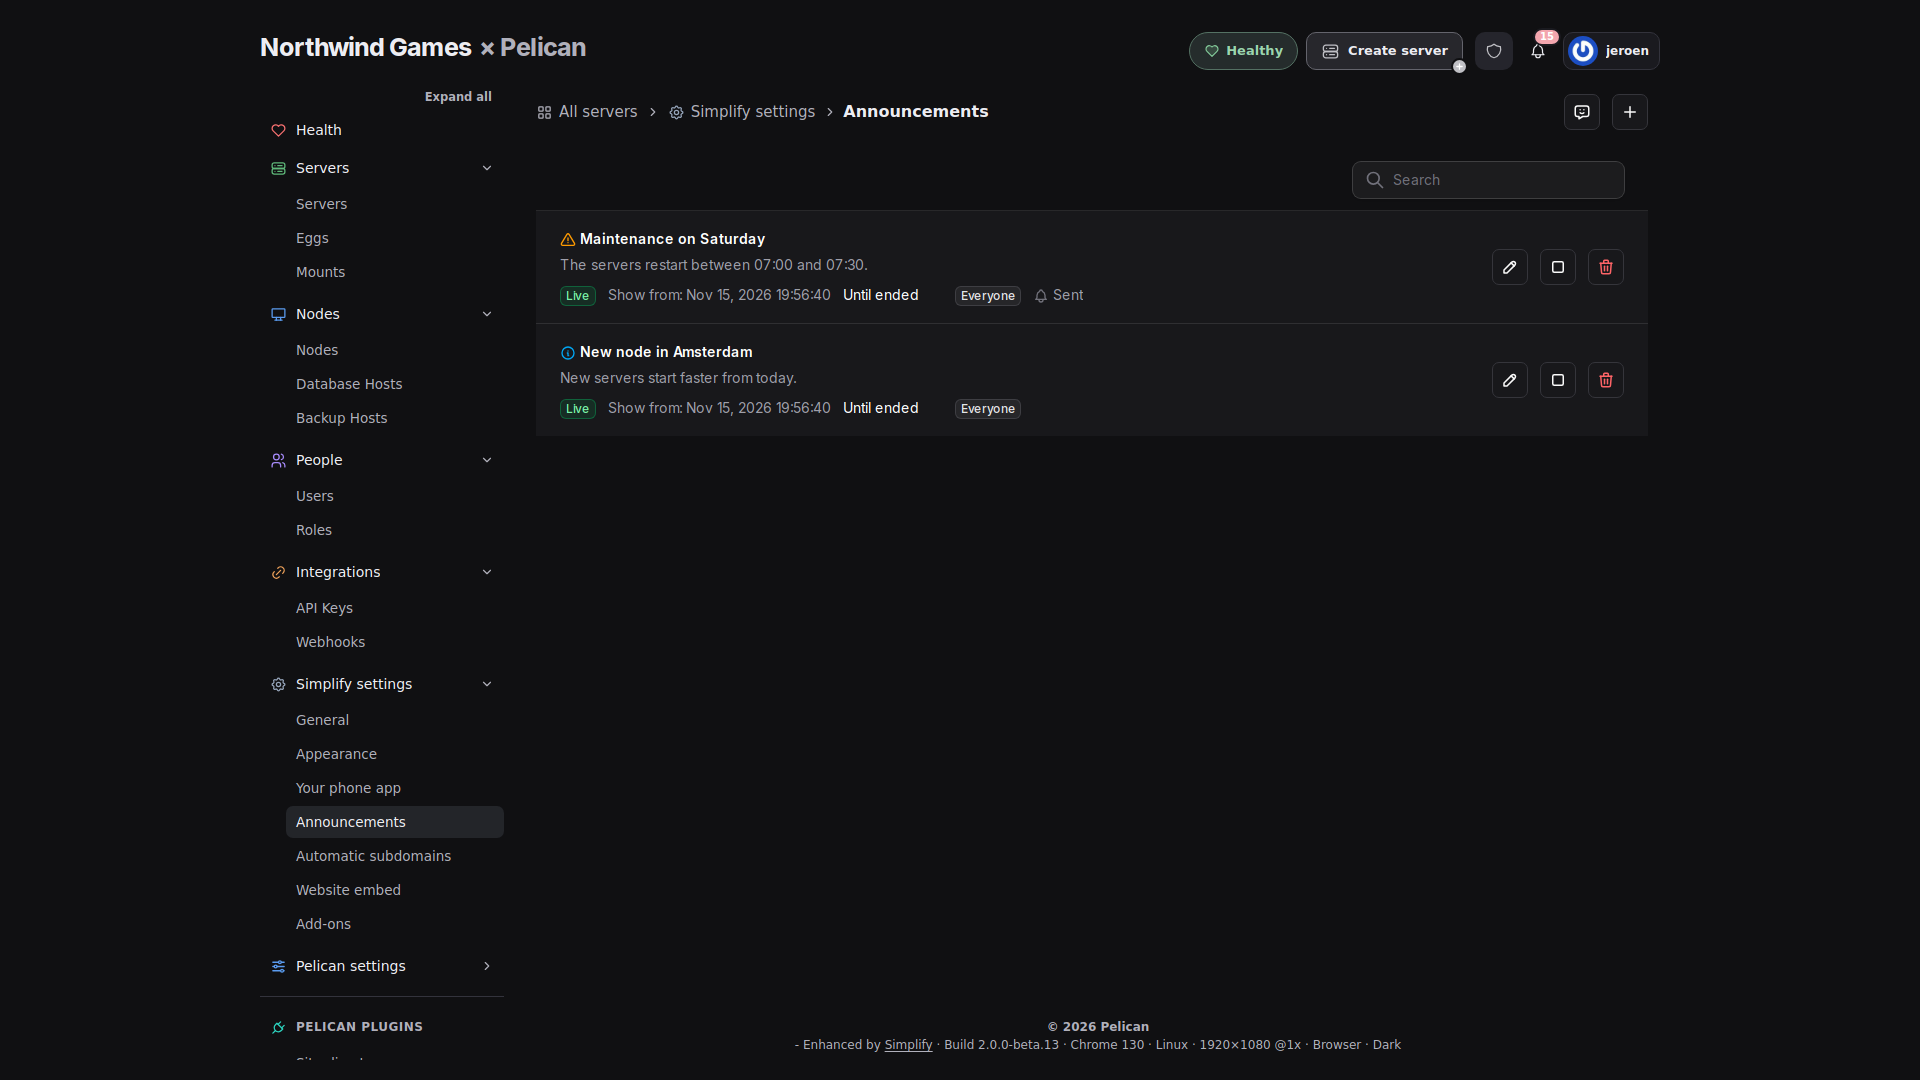 Northwind Games × Pelican
Healthy
Create server
15
jeroen
Expand all
Health
Servers
Servers
Eggs
Mounts
Nodes
Nodes
Database Hosts
Backup Hosts
People
Users
Roles
Integrations
API Keys
Webhooks
Simplify settings
General
Appearance
Your phone app
Announcements
Automatic subdomains
Website embed
Add-ons
Pelican settings
PELICAN PLUGINS
All servers
Simplify settings
Announcements
Search
Maintenance on Saturday
The servers restart between 07:00 and 07:30.
Live Show from: Nov 15, 2026 19:56:40 Until ended Everyone Sent
New node in Amsterdam
New servers start faster from today.
Live Show from: Nov 15, 2026 19:56:40 Until ended Everyone
© 2026 Pelican
- Enhanced by Simplify · Build 2.0.0-beta.13 · Chrome 130 · Linux · 1920×1080 @1x · Browser · Dark